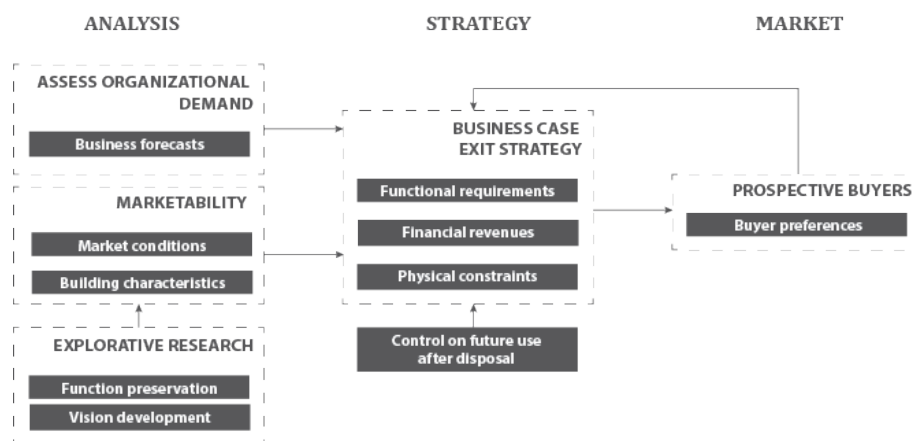 ANALYSIS
STRATEGY
MARKET
ASSESS ORGANIZATIONAL
DEMAND
Business forecasts
MARKETABILITY
Market conditions
Building characteristics
EXPLORATIVE RESEARCH
Function preservation
Vision development
BUSINESS CASE
EXIT STRATEGY
Functional requirements
Financial revenues
Physical constraints
Control on future use
after disposal
PROSPECTIVE BUYERS
Buyer preferences